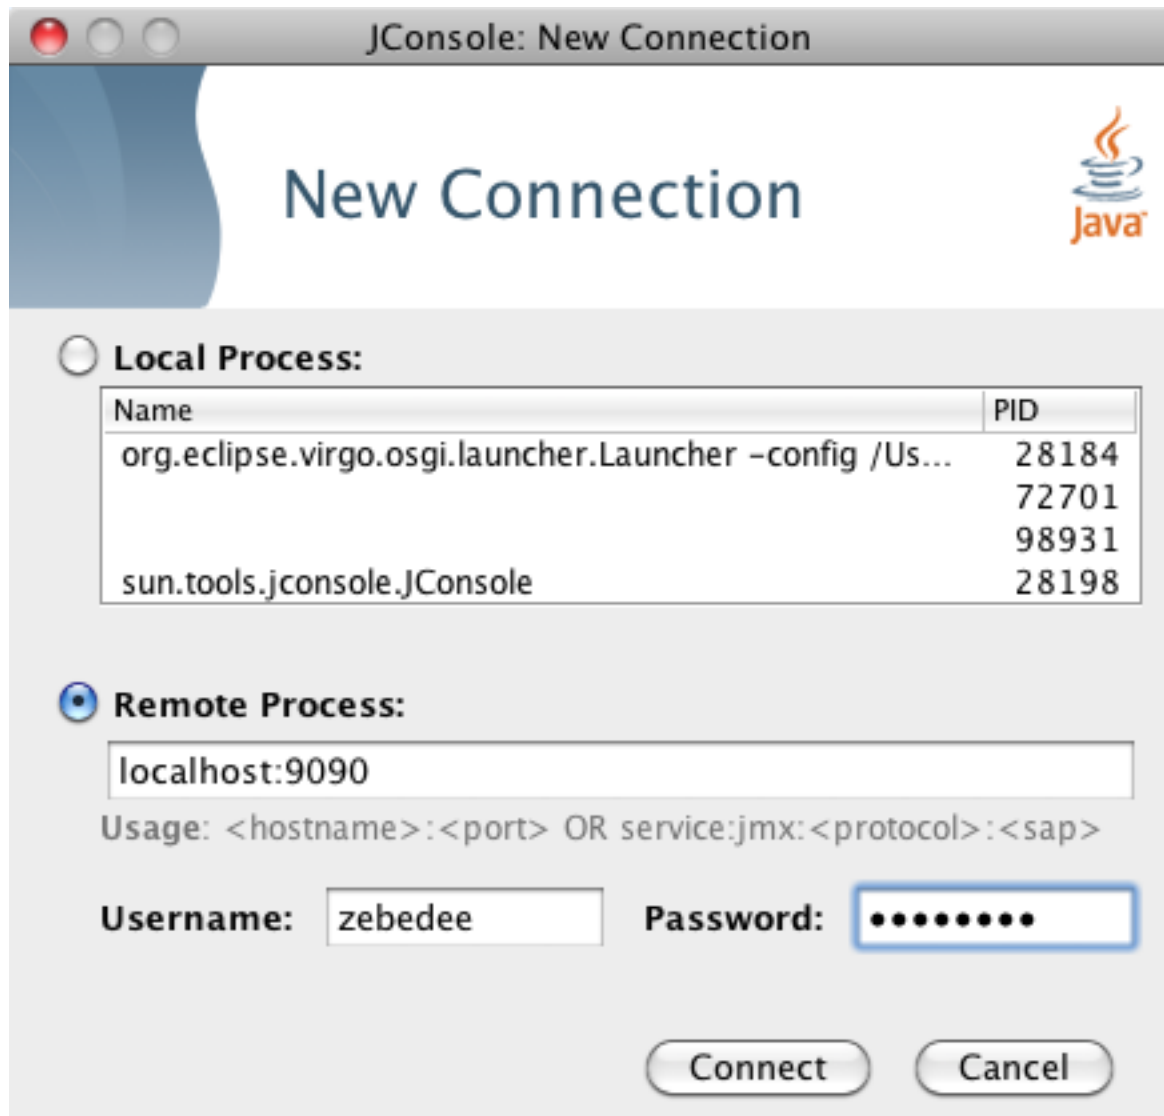 JConsole: New Connection
New Connection
Java
Local Process:
Name PID
org.eclipse.virgo.osgi.launcher.Launcher -config /Us... 28184
72701
98931
sun.tools.jconsole.JConsole 28198
Remote Process:
localhost:9090
Usage: <hostname>:<port> OR service:jmx:<protocol>:<sap>
Username: zebedee Password: ••••••••
Connect Cancel